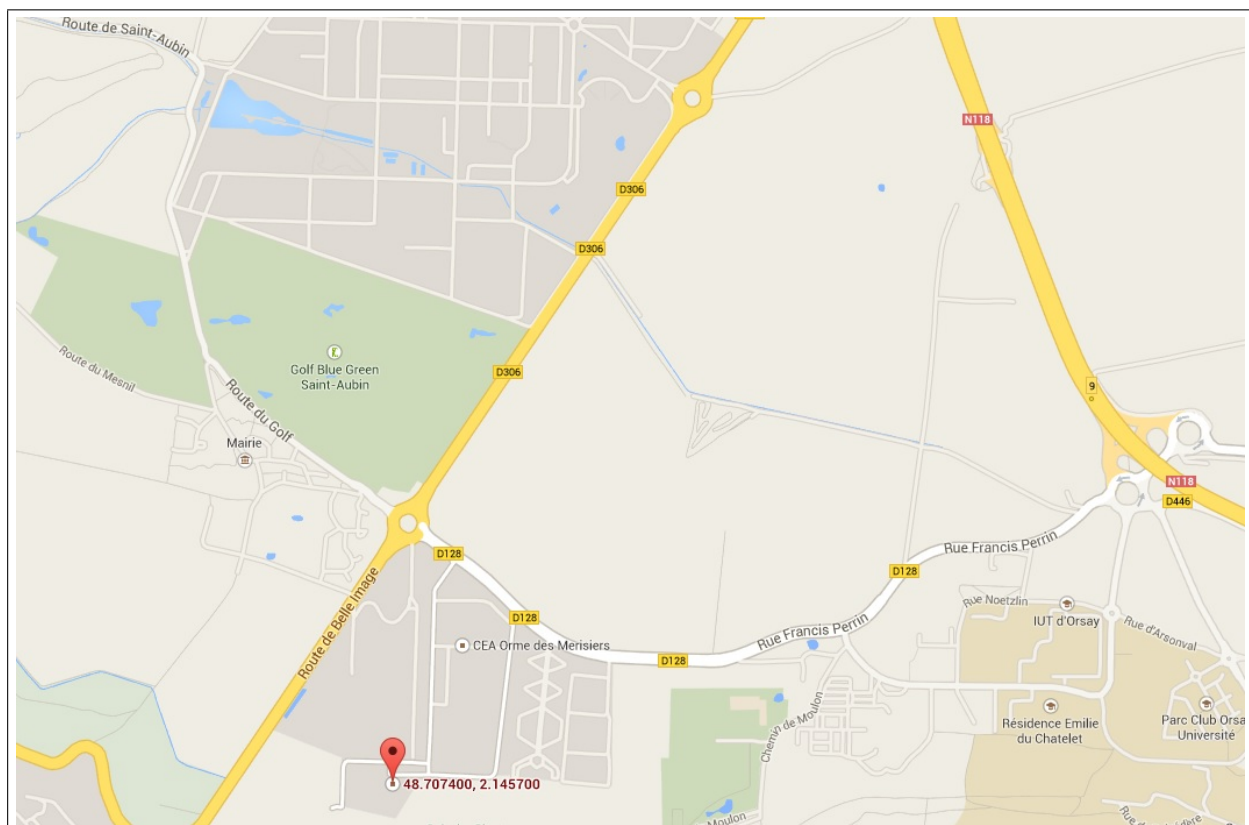 Route de Saint-Aubin
N118
D306
D306
Route du Mesnil
Golf Blue Green
Saint-Aubin
D306
9
Route du Golf
Mairie
N118
D446
Rue Francis Perrin
D128
D128
Route de Belle Image
Rue Noetzlin
IUT d'Orsay
D128
Rue Francis Perrin
Rue d'Arsonval
CEA Orme des Merisiers
D128
Chemin de Moulon
Résidence Emilie
du Chatelet
Parc Club Orsa
Université
48.707400, 2.145700
Moulon